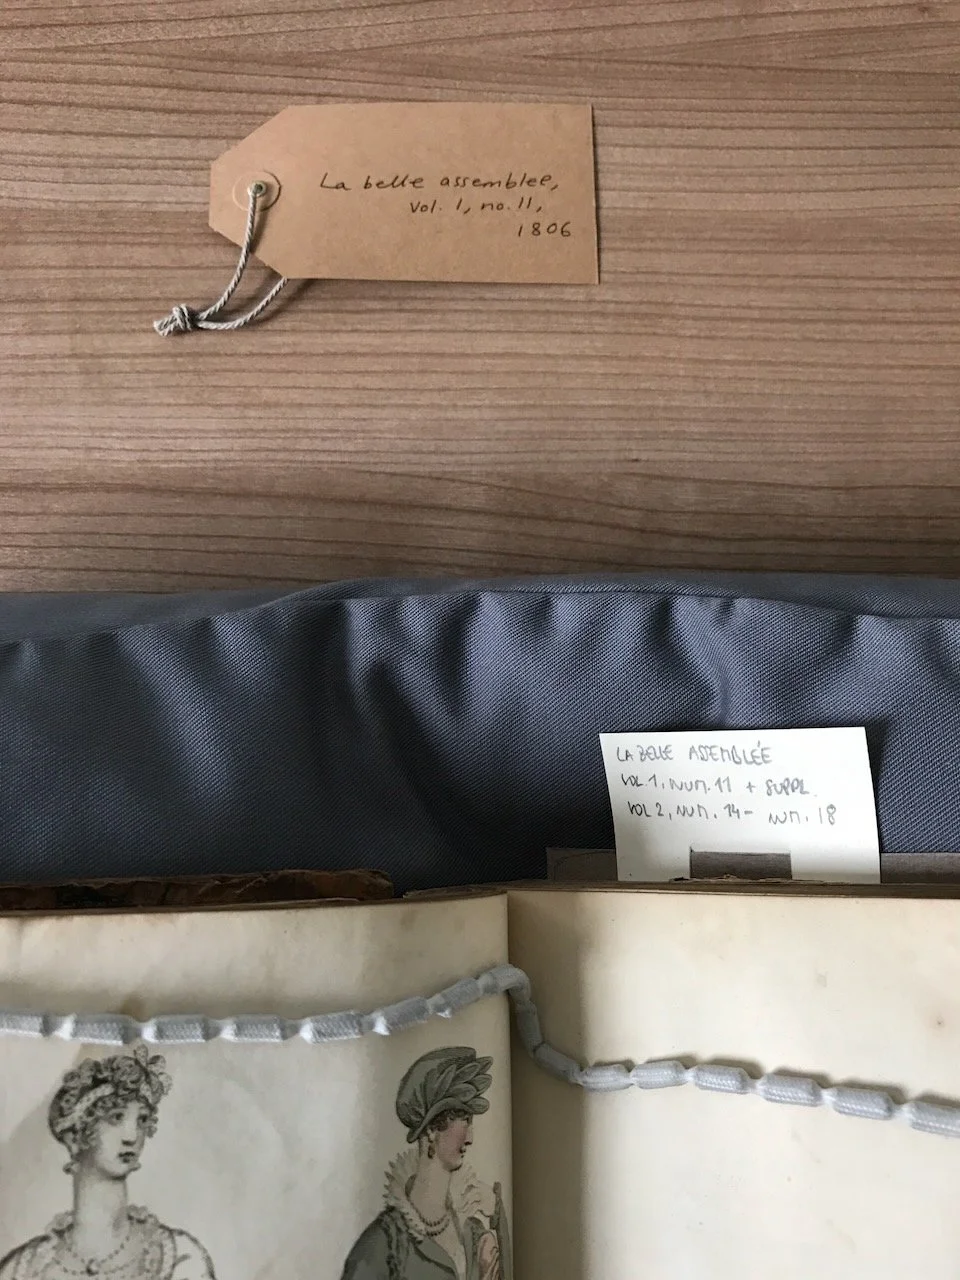 La belle assemblee,
vol. 1, no. 11,
1806
LA BELLE ASSEMBLÉE
VOL. 1, NUM. 11 + SUPPL.
VOL 2, NUM. 14 - NUM. 18